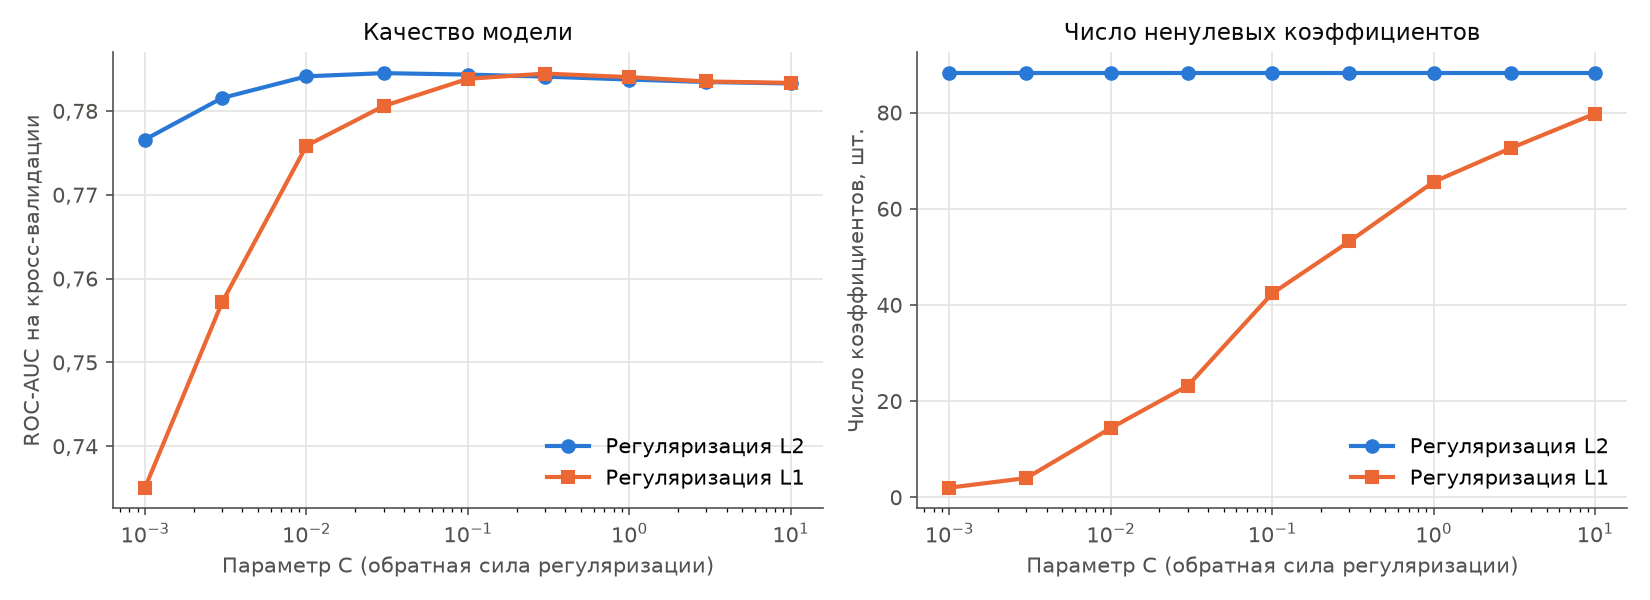 Качество модели
ROC-AUC на кросс-валидации
0,78
0,77
0,76
0,75
0,74
Регуляризация L2
Регуляризация L1
10⁻³ 10⁻² 10⁻¹ 10⁰ 10¹
Параметр C (обратная сила регуляризации)
Число ненулевых коэффициентов
Число коэффициентов, шт.
80
60
40
20
0
Регуляризация L2
Регуляризация L1
10⁻³ 10⁻² 10⁻¹ 10⁰ 10¹
Параметр C (обратная сила регуляризации)